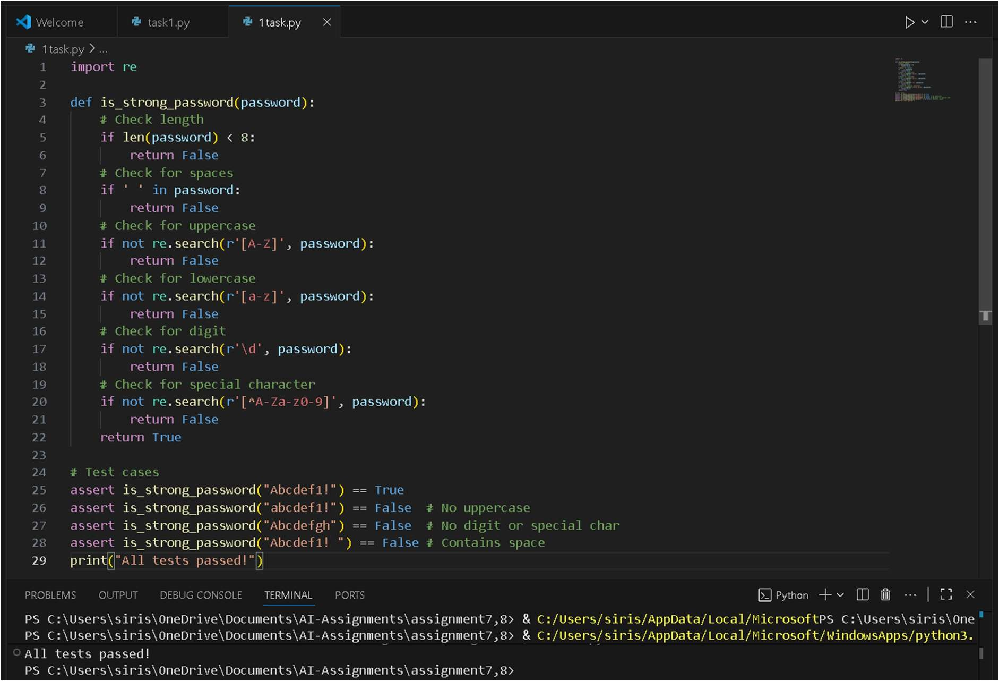 Welcome
task1.py
1task.py
1task.py > ...
1 import re
2
3 def is_strong_password(password):
4     # Check length
5     if len(password) < 8:
6         return False
7     # Check for spaces
8     if ' ' in password:
9         return False
10     # Check for uppercase
11     if not re.search(r'[A-Z]', password):
12         return False
13     # Check for lowercase
14     if not re.search(r'[a-z]', password):
15         return False
16     # Check for digit
17     if not re.search(r'\d', password):
18         return False
19     # Check for special character
20     if not re.search(r'[^A-Za-z0-9]', password):
21         return False
22     return True
23
24 # Test cases
25 assert is_strong_password("Abcdef1!") == True
26 assert is_strong_password("abcdef1!") == False  # No uppercase
27 assert is_strong_password("Abcdefgh") == False  # No digit or special char
28 assert is_strong_password("Abcdef1! ") == False # Contains space
29 print("All tests passed!")
PROBLEMS OUTPUT DEBUG CONSOLE TERMINAL PORTS Python
PS C:\Users\siris\OneDrive\Documents\AI-Assignments\assignment7,8> & C:/Users/siris/AppData/Local/MicrosoftPS C:\Users\siris\One
PS C:\Users\siris\OneDrive\Documents\AI-Assignments\assignment7,8> & C:/Users/siris/AppData/Local/Microsoft/WindowsApps/python3.
All tests passed!
PS C:\Users\siris\OneDrive\Documents\AI-Assignments\assignment7,8>